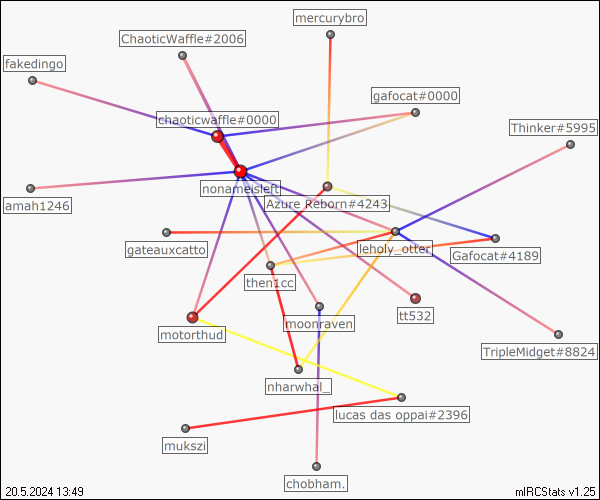 mercurybro
ChaoticWaffle#2006
fakedingo
gafocat#0000
chaoticwaffle#0000
Thinker#5995
nonameisleft
amah1246
Azure Reborn#4243
gateauxcatto
leholy_otter
Gafocat#4189
then1cc
moonraven
tt532
motorthud
TripleMidget#8824
nharwhal_
lucas das oppai#2396
mukszi
chobham.
20.5.2024 13:49
mIRCStats v1.25